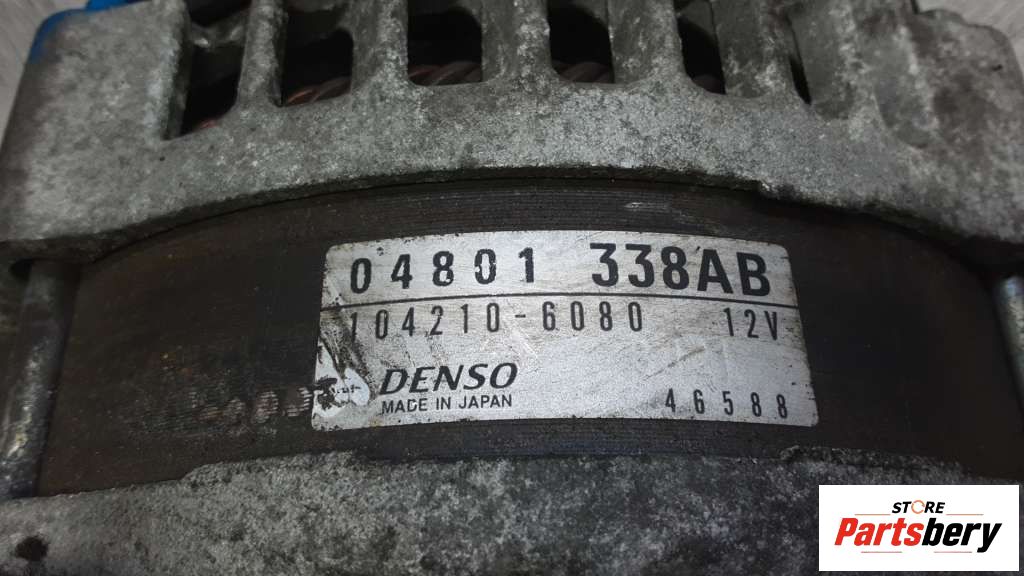 04801 338AB
104210-6080 12V
DENSO
MADE IN JAPAN
46588
STORE
Partsbery